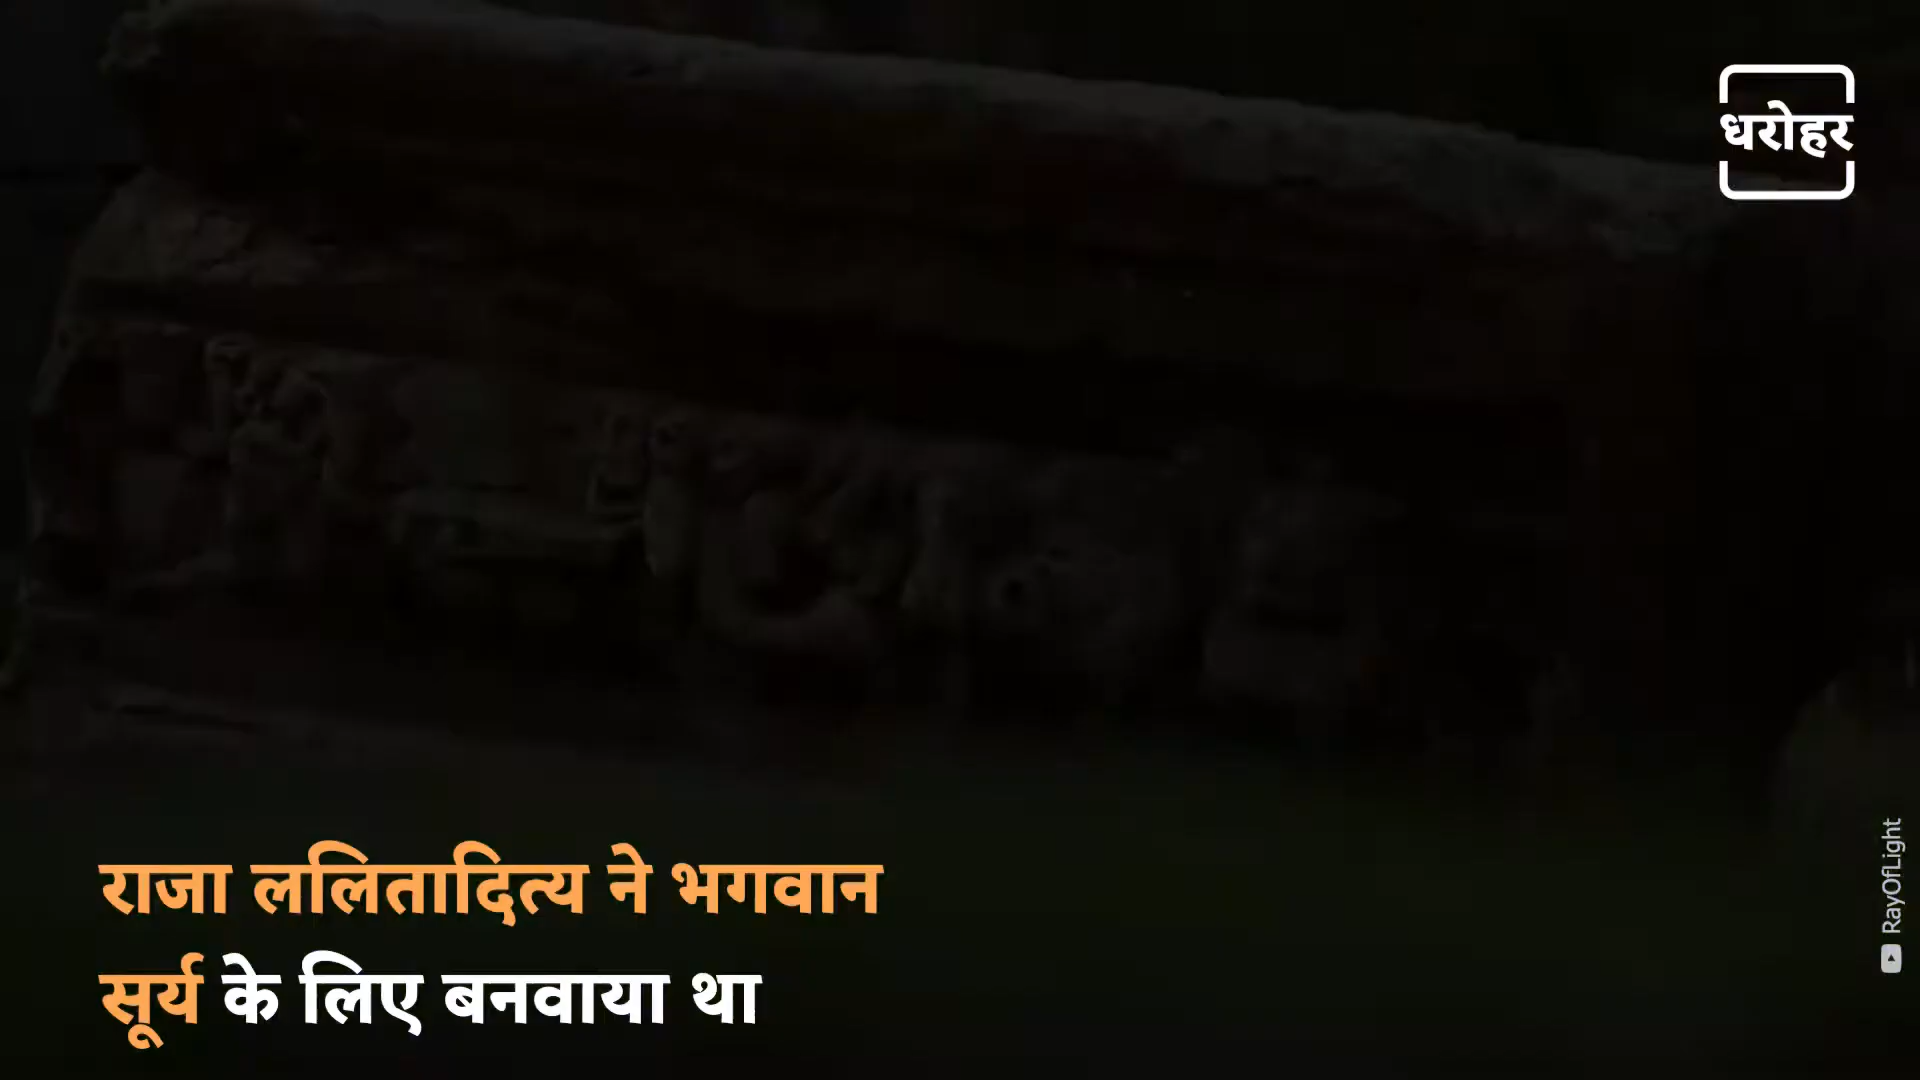 धरोहर
राजा ललितादित्य ने भगवान
सूर्य के लिए बनवाया था
RayOfLight